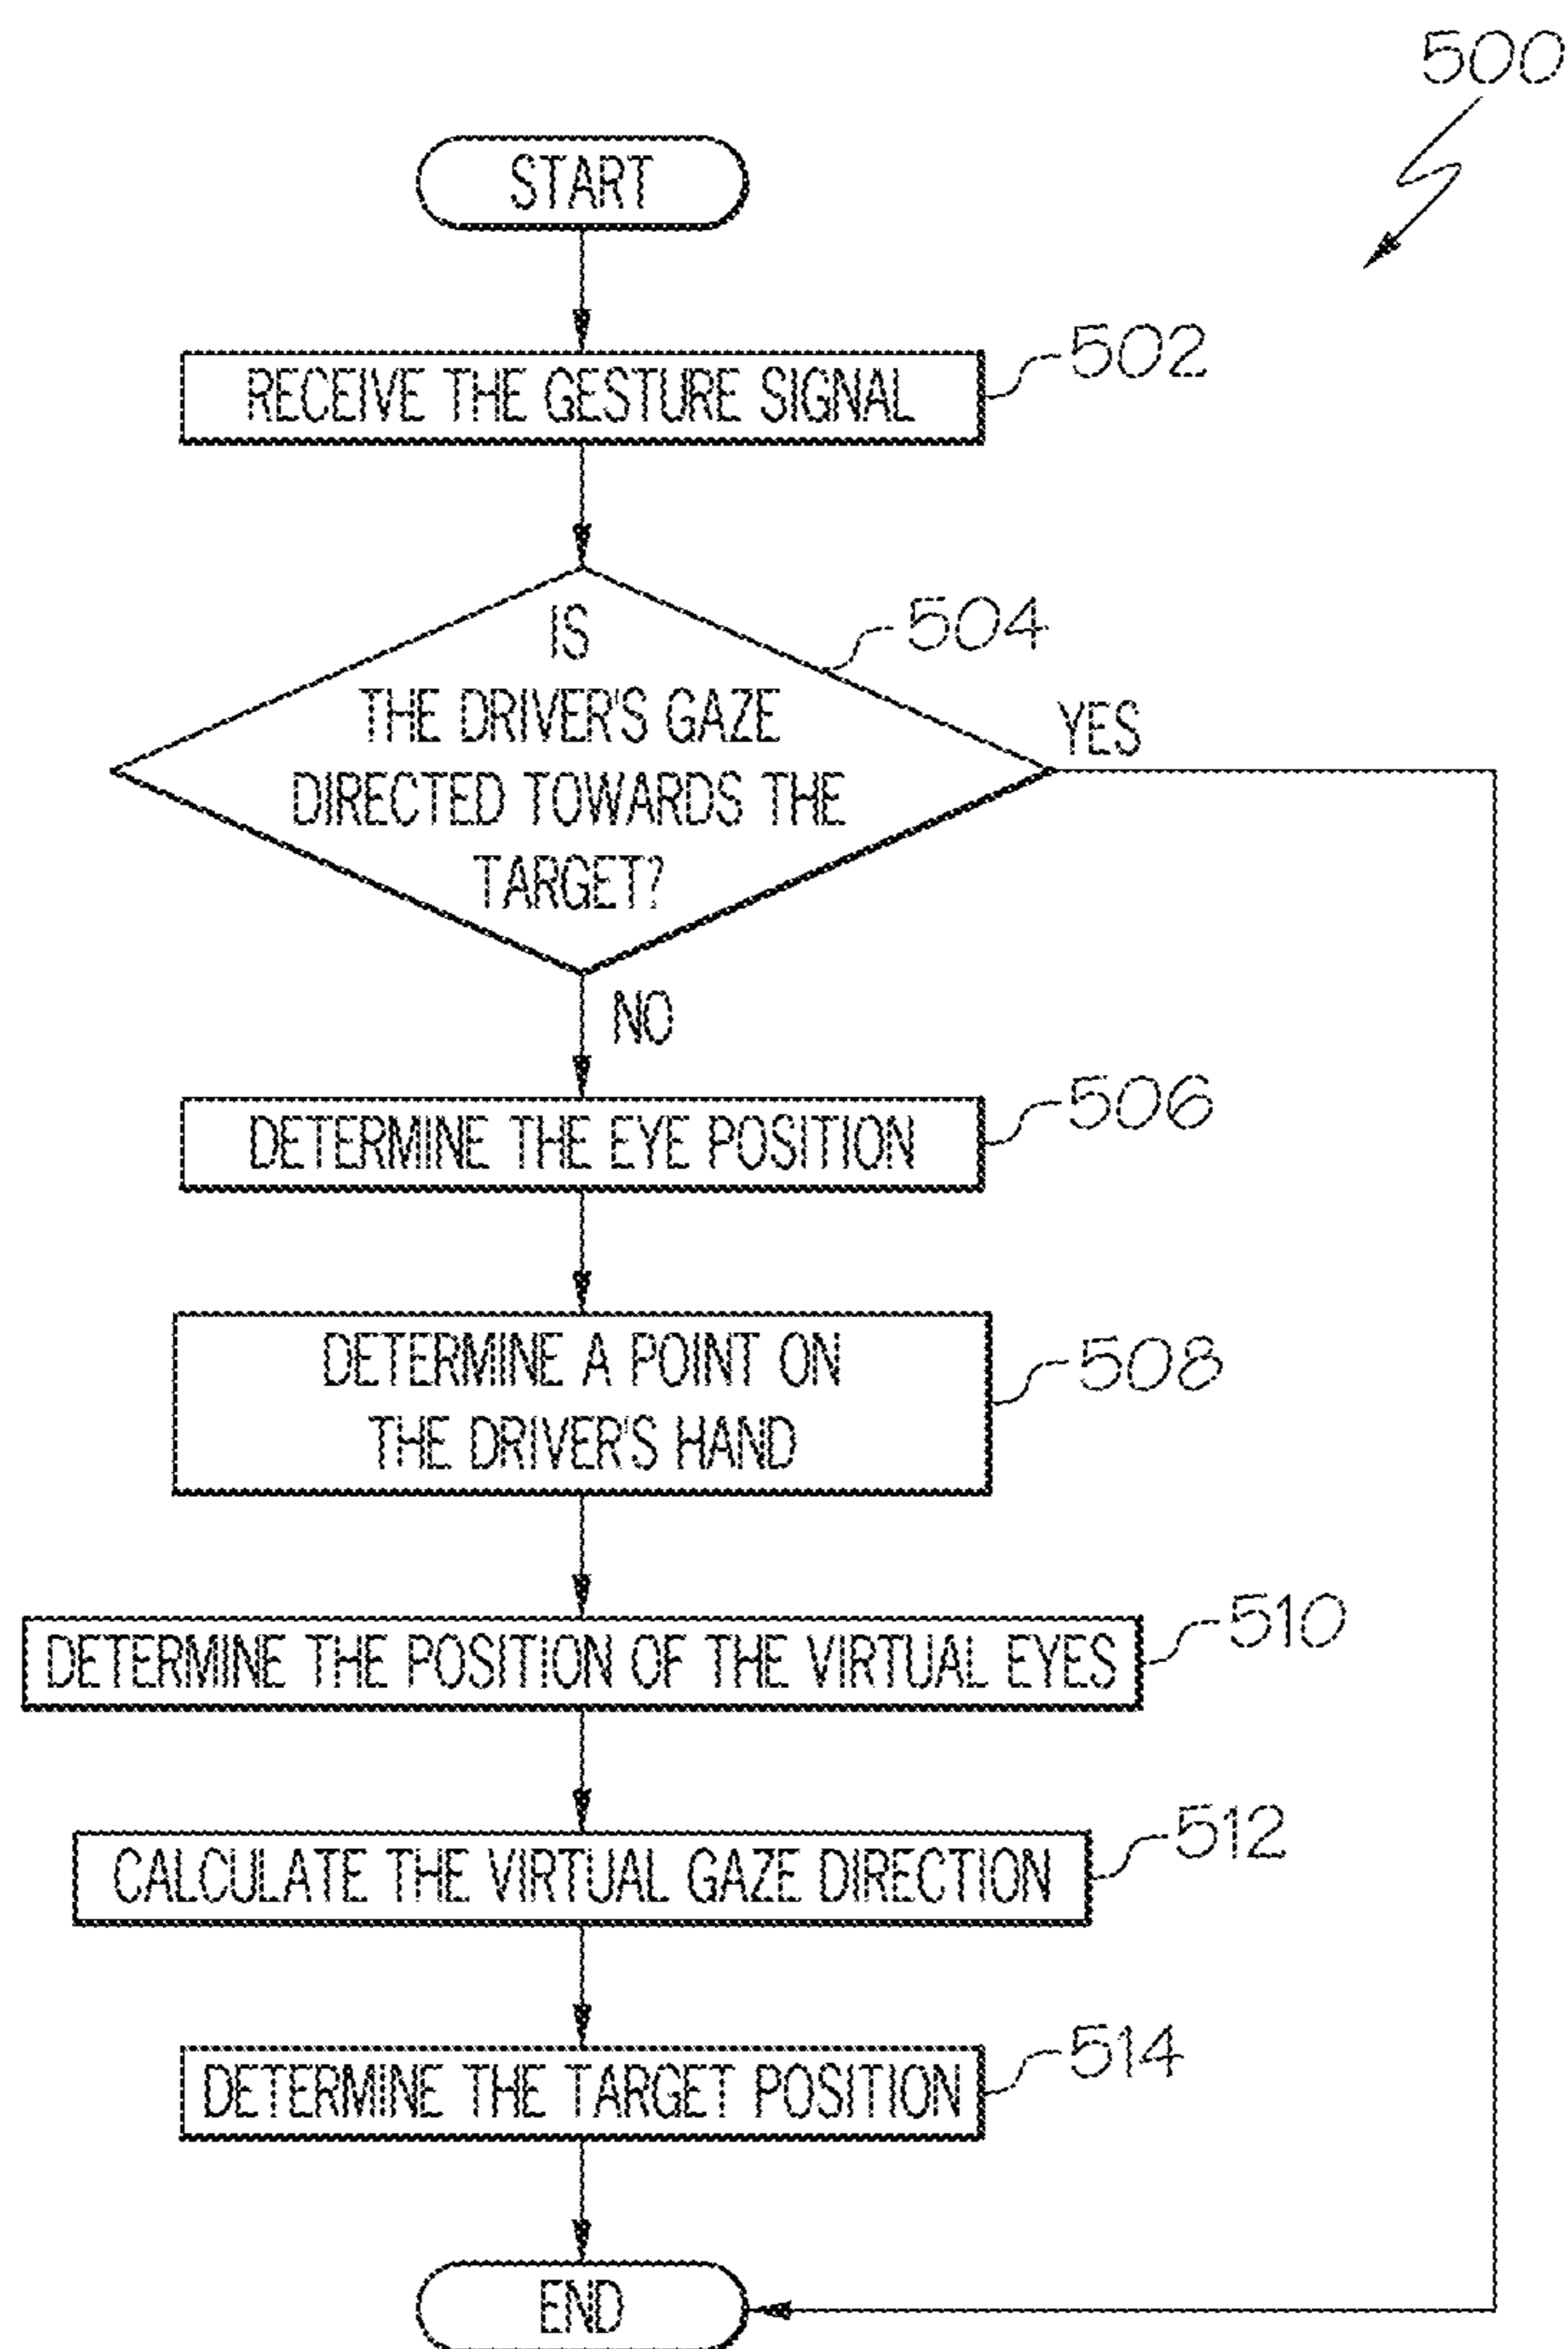 500
START
RECEIVE THE GESTURE SIGNAL
502
IS
504
THE DRIVER'S GAZE
YES
DIRECTED TOWARDS THE
TARGET?
NO
DETERMINE THE EYE POSITION
506
DETERMINE A POINT ON
508
THE DRIVER'S HAND
DETERMINE THE POSITION OF THE VIRTUAL EYES
510
CALCULATE THE VIRTUAL GAZE DIRECTION
512
DETERMINE THE TARGET POSITION
514
END